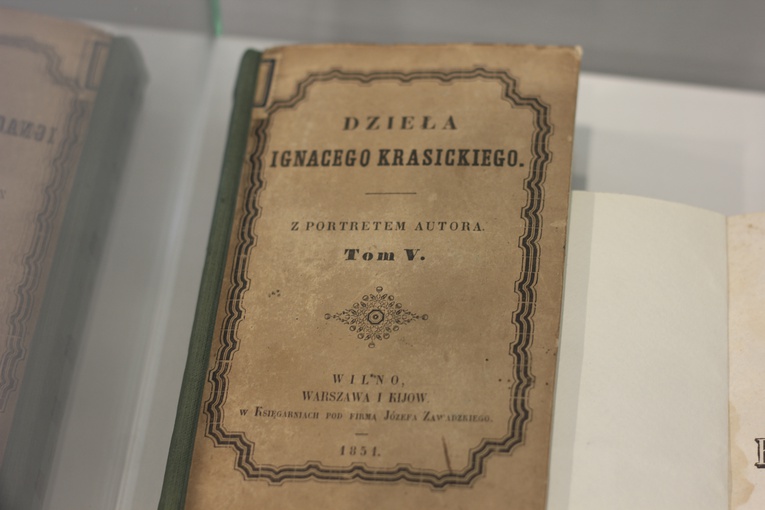 DZIEŁA
IGNACEGO KRASICKIEGO.
Z PORTRETEM AUTORA.
Tom V.
WILNO,
WARSZAWA I KIJOW.
w Księgarniach pod firmą Józefa Zawadzkiego.
1851.